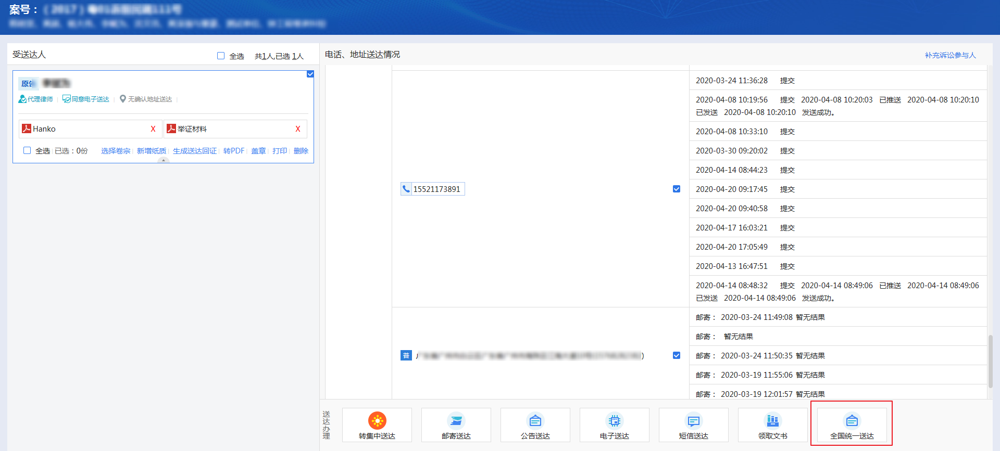 案号：
受送达人
全选 共1人,已选 1人
原告
代理律师 同意电子送达 无确认地址送达
Hanko X 举证材料 X
全选 已选：0份 选择卷宗 新增纸质 生成送达回证 转PDF 盖章 打印 删除
电话、地址送达情况
补充诉讼参与人
15521173891
2020-03-24 11:36:28 提交
2020-04-08 10:19:56 提交 2020-04-08 10:20:03 已推送 2020-04-08 10:20:10
已发送 2020-04-08 10:20:10 发送成功。
2020-04-08 10:33:10 提交
2020-03-30 09:20:02 提交
2020-04-14 08:44:23 提交
2020-04-20 09:17:45 提交
2020-04-20 09:40:58 提交
2020-04-17 16:03:21 提交
2020-04-20 17:05:49 提交
2020-04-13 16:47:51 提交
2020-04-14 08:48:32 提交 2020-04-14 08:49:06 已推送 2020-04-14 08:49:06
已发送 2020-04-14 08:49:06 发送成功。
普
邮寄： 2020-03-24 11:49:08 暂无结果
邮寄： 暂无结果
邮寄： 2020-03-24 11:50:35 暂无结果
邮寄： 2020-03-19 11:55:06 暂无结果
邮寄： 2020-03-19 12:01:57 暂无结果
送达办理
转集中送达 邮寄送达 公告送达 电子送达 短信送达 领取文书 全国统一送达